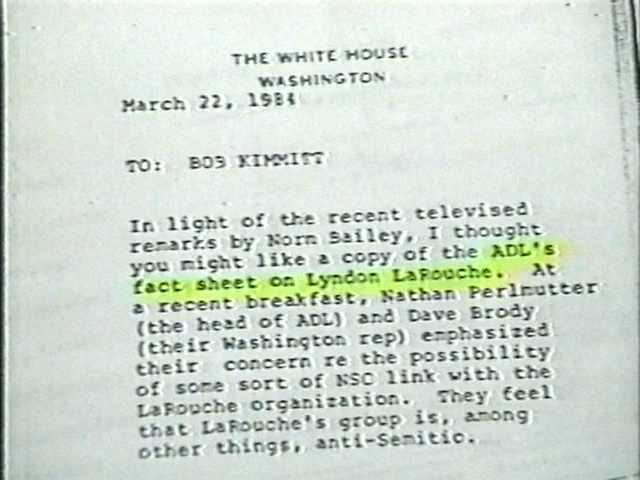 THE WHITE HOUSE
WASHINGTON
March 22, 1984
TO: BOB KIMMITT
In light of the recent televised
remarks by Norm Bailey, I thought
you might like a copy of the ADL's
fact sheet on Lyndon LaRouche. At
a recent breakfast, Nathan Perlmutter
(the head of ADL) and Dave Brody
(their Washington rep) emphasized
their concern re the possibility
of some sort of NSC link with the
LaRouche organization. They feel
that LaRouche's group is, among
other things, anti-Semitic.